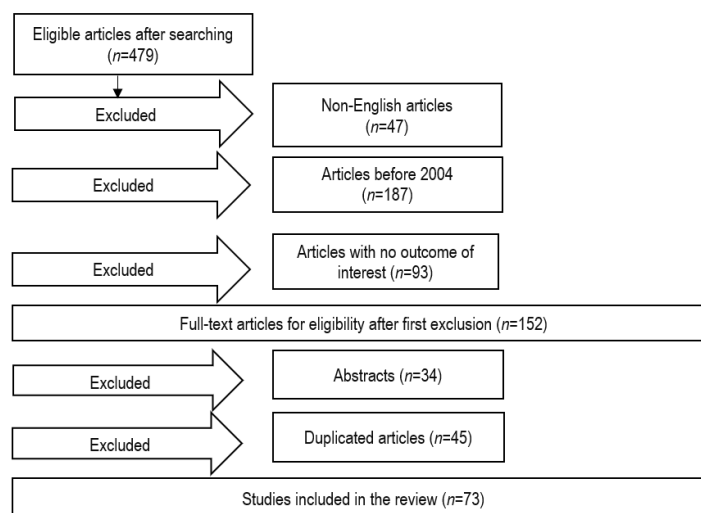 Eligible articles after searching
(n=479)
Excluded
Non-English articles
(n=47)
Excluded
Articles before 2004
(n=187)
Excluded
Articles with no outcome of
interest (n=93)
Full-text articles for eligibility after first exclusion (n=152)
Excluded
Abstracts (n=34)
Excluded
Duplicated articles (n=45)
Studies included in the review (n=73)